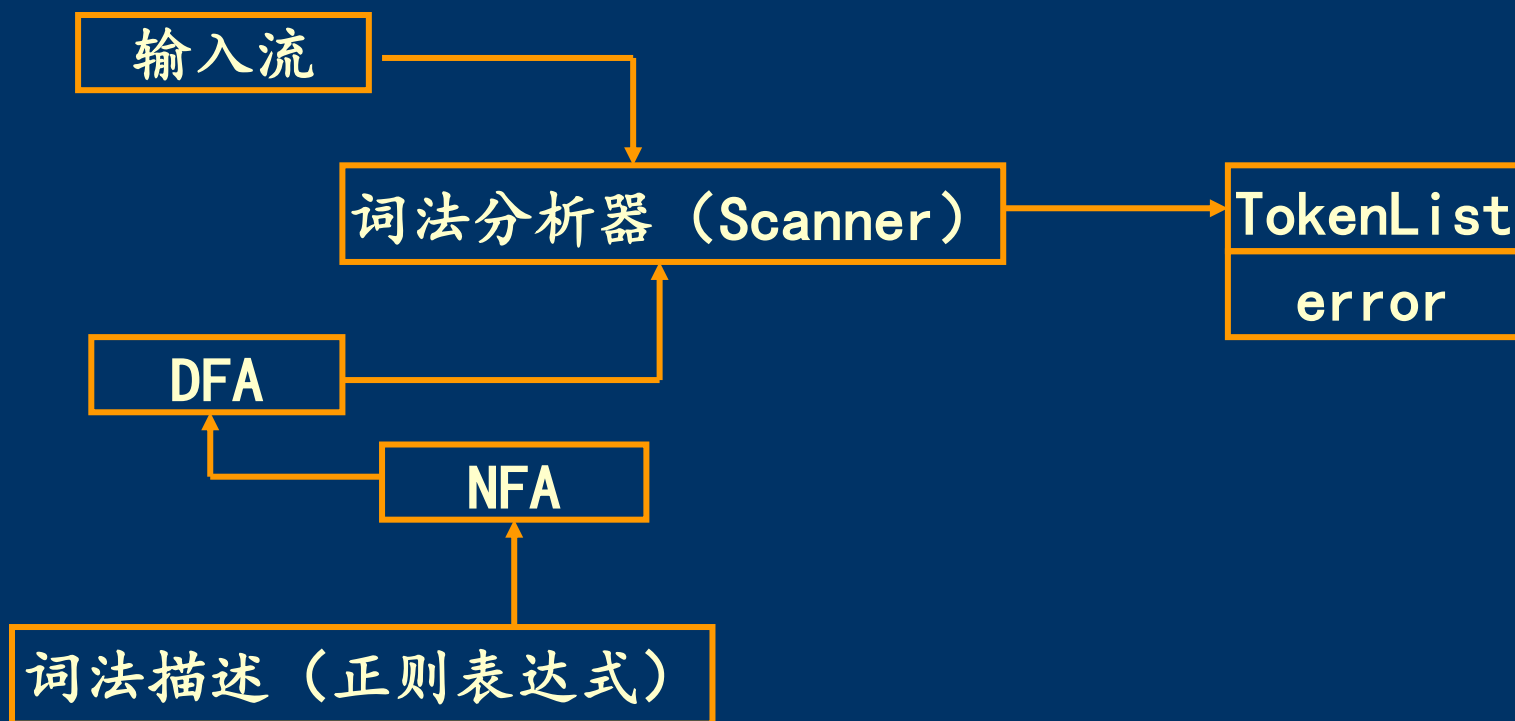 输入流
词法分析器（Scanner）
TokenList
error
DFA
NFA
词法描述（正则表达式）